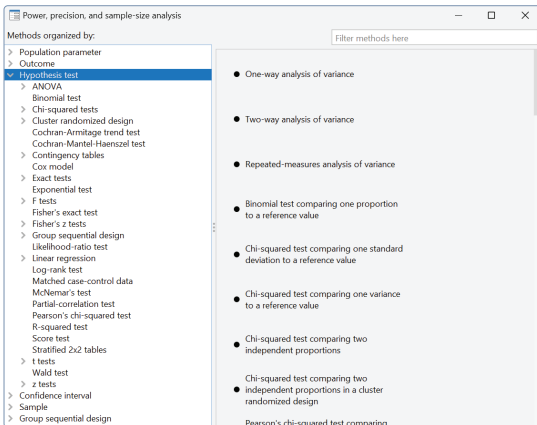 Power, precision, and sample-size analysis
Methods organized by:
Filter methods here
Population parameter
Outcome
Hypothesis test
ANOVA
Binomial test
Chi-squared tests
Cluster randomized design
Cochran-Armitage trend test
Cochran-Mantel-Haenszel test
Contingency tables
Cox model
Exact tests
Exponential test
F tests
Fisher's exact test
Fisher's z tests
Group sequential design
Likelihood-ratio test
Linear regression
Log-rank test
Matched case-control data
McNemar's test
Partial-correlation test
Pearson's chi-squared test
R-squared test
Score test
Stratified 2x2 tables
t tests
Wald test
z tests
Confidence interval
Sample
Group sequential design
One-way analysis of variance
Two-way analysis of variance
Repeated-measures analysis of variance
Binomial test comparing one proportion
to a reference value
Chi-squared test comparing one standard
deviation to a reference value
Chi-squared test comparing one variance
to a reference value
Chi-squared test comparing two
independent proportions
Chi-squared test comparing two
independent proportions in a cluster
randomized design
Pearson's chi-squared test comparing